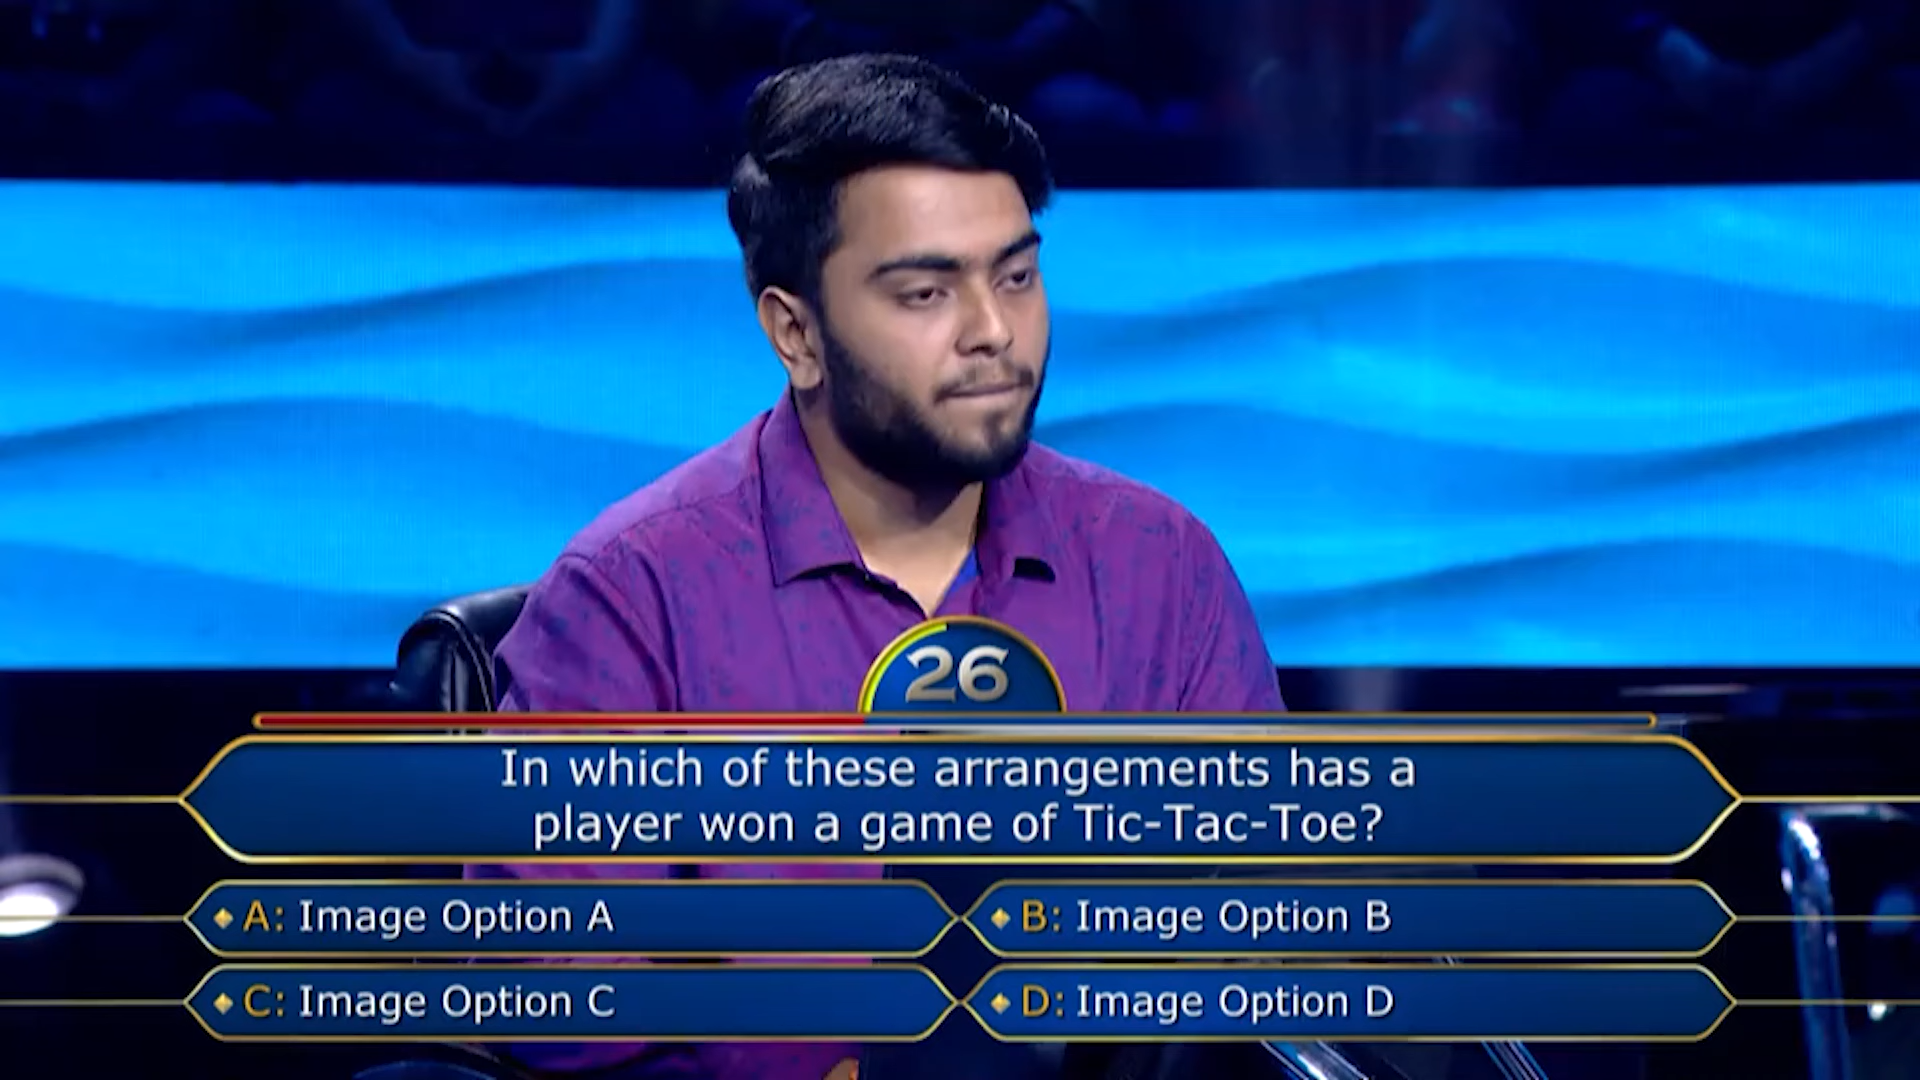 26
In which of these arrangements has a
player won a game of Tic-Tac-Toe?
A: Image Option A
B: Image Option B
C: Image Option C
D: Image Option D